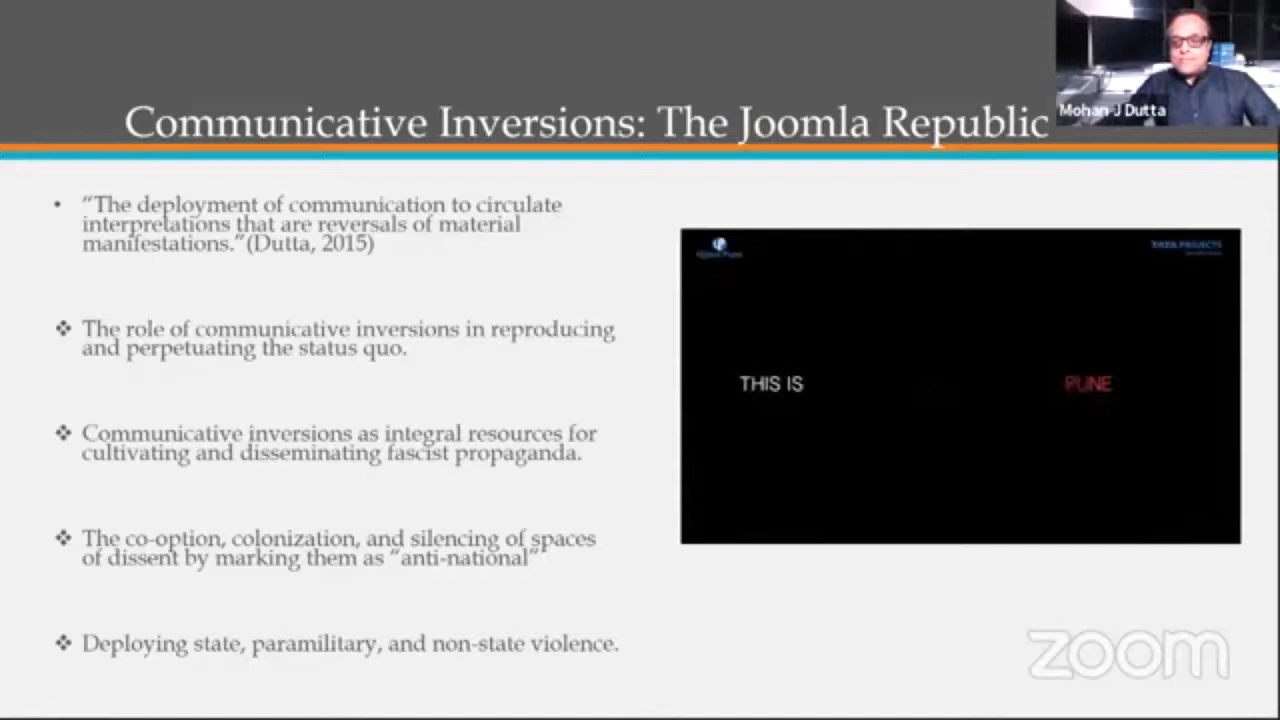 Communicative Inversions: The Joomla Republic
Mohan J Dutta
• “The deployment of communication to circulate
interpretations that are reversals of material
manifestations.”(Dutta, 2015)
❖ The role of communicative inversions in reproducing
and perpetuating the status quo.
❖ Communicative inversions as integral resources for
cultivating and disseminating fascist propaganda.
❖ The co-option, colonization, and silencing of spaces
of dissent by marking them as “anti-national”
❖ Deploying state, paramilitary, and non-state violence.
TATA PROJECTS
THIS IS
PUNE
zoom